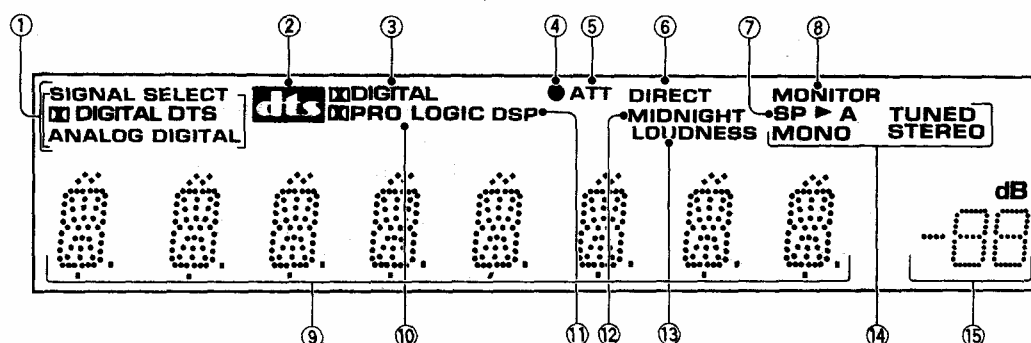 ① ② ③ ④ ⑤ ⑥ ⑦ ⑧
SIGNAL SELECT dts DIGITAL ATT DIRECT MONITOR
DIGITAL DTS PRO LOGIC DSP MIDNIGHT SP ► A TUNED
ANALOG DIGITAL LOUDNESS MONO STEREO
dB
-88
⑨ ⑩ ⑪ ⑫ ⑬ ⑭ ⑮